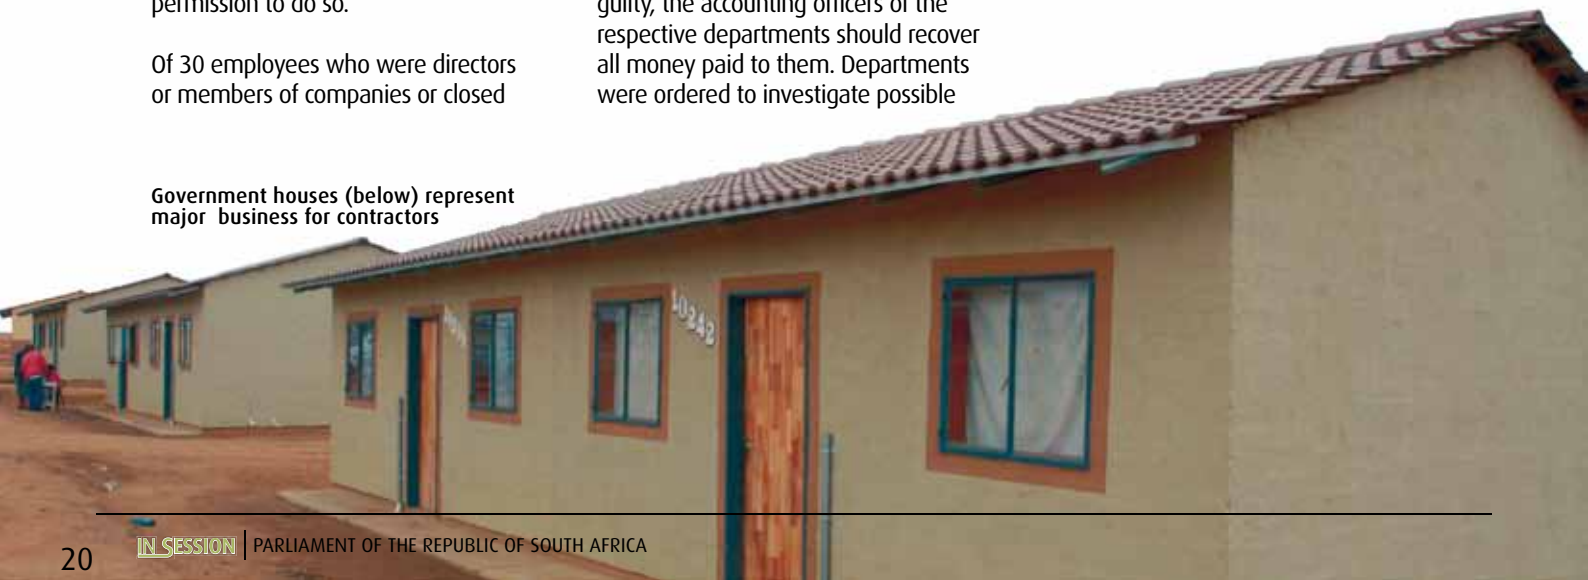 permission to do so.
Of 30 employees who were directors
or members of companies or closed
guilty, the accounting officers of the
respective departments should recover
all money paid to them. Departments
were ordered to investigate possible
Government houses (below) represent
major business for contractors
10242
20
IN SESSION
PARLIAMENT OF THE REPUBLIC OF SOUTH AFRICA